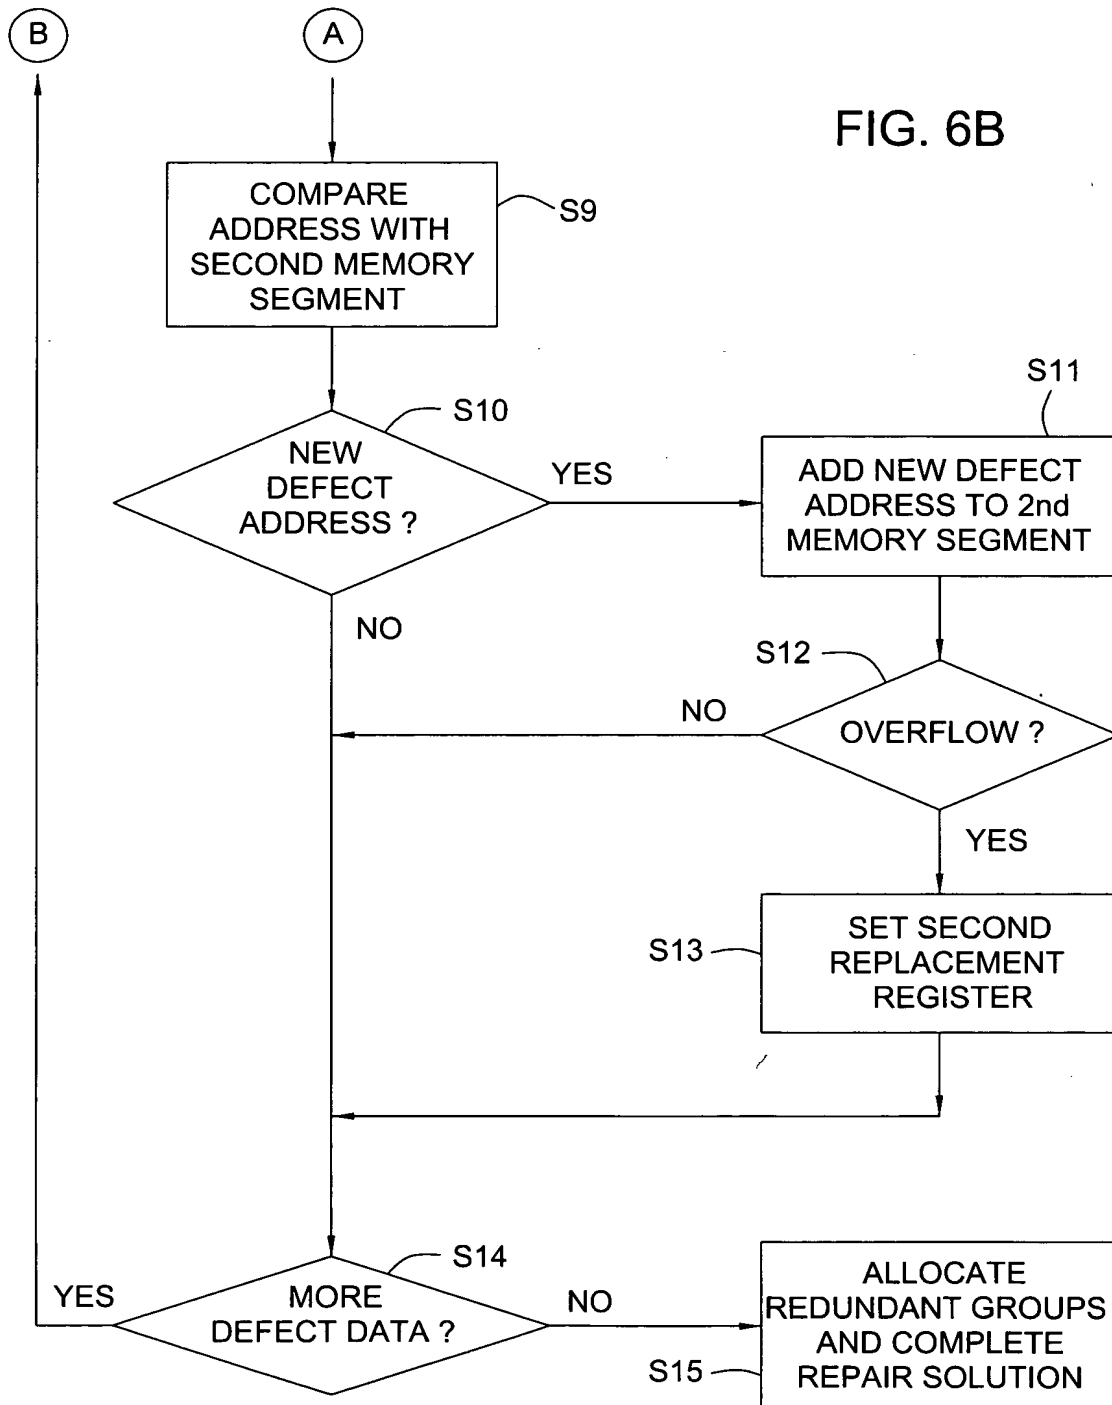 B
A
FIG. 6B
COMPARE
ADDRESS WITH
SECOND MEMORY
SEGMENT
S9
S10
NEW
DEFECT
ADDRESS ?
YES
NO
S11
ADD NEW DEFECT
ADDRESS TO 2nd
MEMORY SEGMENT
S12
OVERFLOW ?
NO
YES
S13
SET SECOND
REPLACEMENT
REGISTER
S14
MORE
DEFECT DATA ?
YES
NO
ALLOCATE
REDUNDANT GROUPS
AND COMPLETE
REPAIR SOLUTION
S15